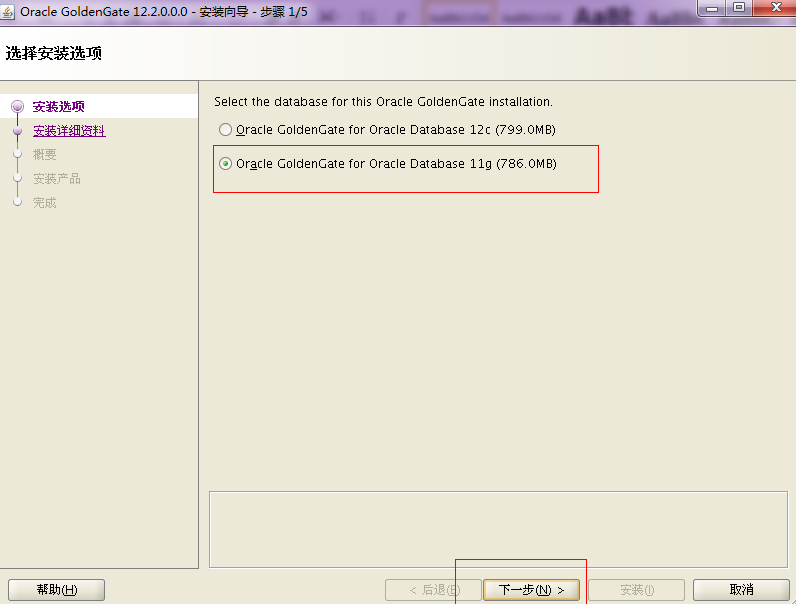 Oracle GoldenGate 12.2.0.0.0 - 安装向导 - 步骤 1/5
选择安装选项
安装选项
安装详细资料
概要
安装产品
完成
Select the database for this Oracle GoldenGate installation.
Oracle GoldenGate for Oracle Database 12c (799.0MB)
Oracle GoldenGate for Oracle Database 11g (786.0MB)
帮助(H)
< 后退(B)
下一步(N) >
安装(I)
取消